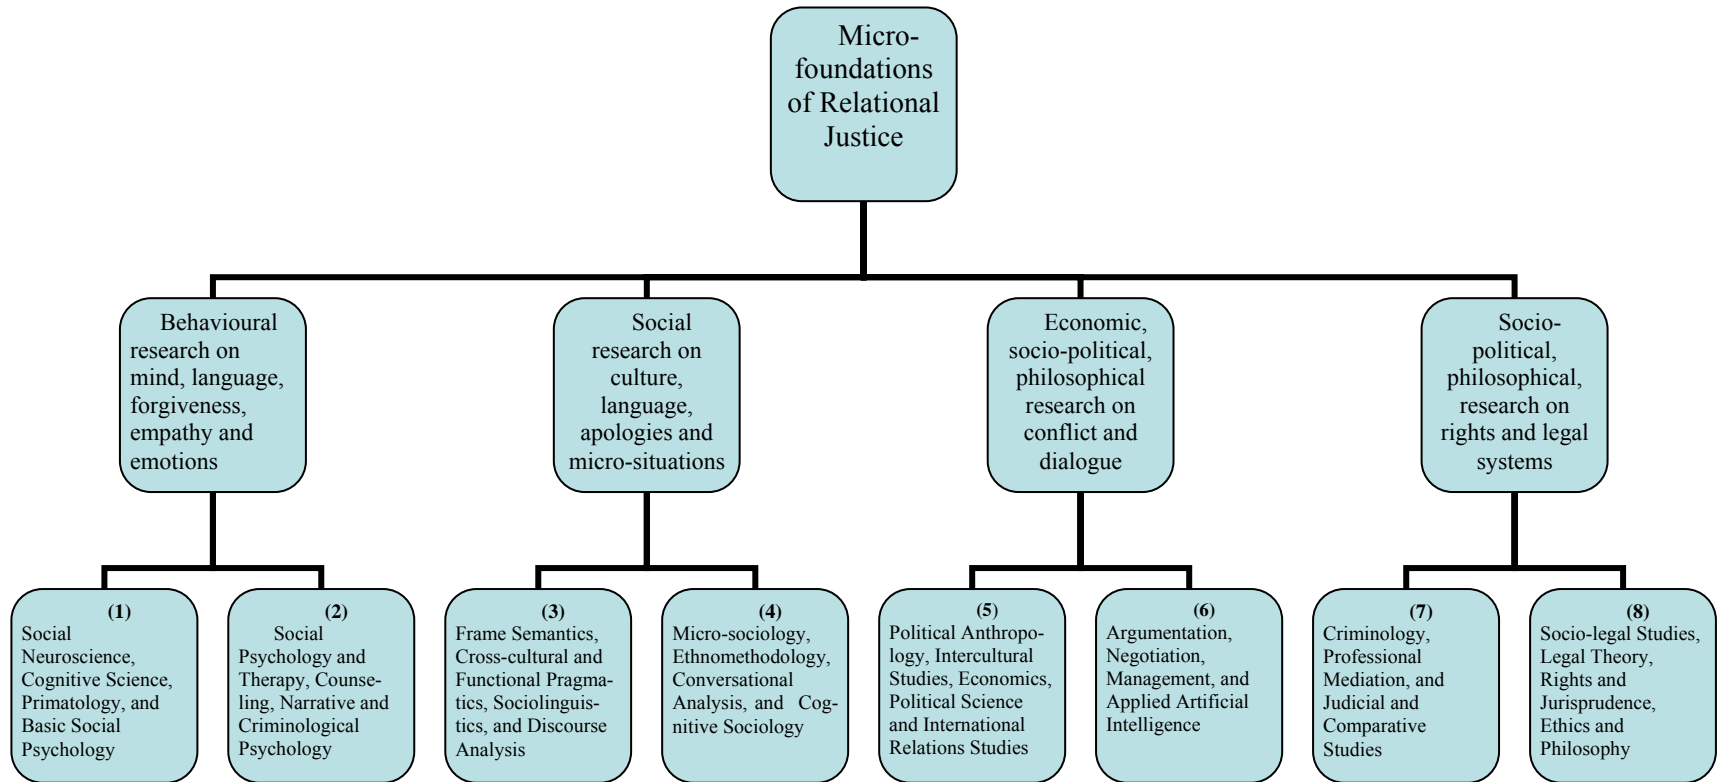 Micro-
foundations
of Relational
Justice
Behavioural
research on
mind, language,
forgiveness,
empathy and
emotions
Social
research on
culture,
language,
apologies and
micro-situations
Economic,
socio-political,
philosophical
research on
conflict and
dialogue
Socio-
political,
philosophical,
research on
rights and legal
systems
(1)
Social
Neuroscience,
Cognitive Science,
Primatology, and
Basic Social
Psychology
(2)
Social
Psychology and
Therapy, Counse-
ling, Narrative and
Criminological
Psychology
(3)
Frame Semantics,
Cross-cultural and
Functional Pragma-
tics, Sociolinguis-
tics, and Discourse
Analysis
(4)
Micro-sociology,
Ethnomethodology,
Conversational
Analysis, and Cog-
nitive Sociology
(5)
Political Anthropo-
logy, Intercultural
Studies, Economics,
Political Science
and International
Relations Studies
(6)
Argumentation,
Negotiation,
Management, and
Applied Artificial
Intelligence
(7)
Criminology,
Professional
Mediation, and
Judicial and
Comparative
Studies
(8)
Socio-legal Studies,
Legal Theory,
Rights and
Jurisprudence,
Ethics and
Philosophy